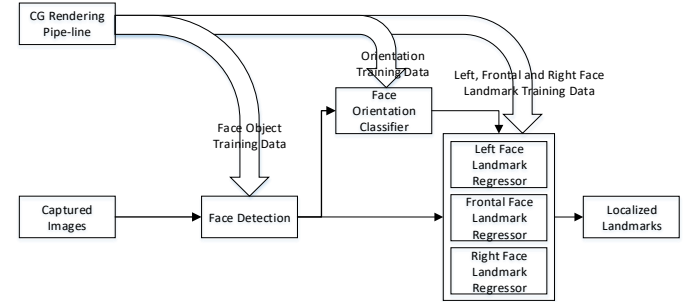 CG Rendering
Pipe-line
Orientation
Training Data
Left, Frontal and Right Face
Landmark Training Data
Face
Orientation
Classifier
Face Object
Training Data
Left Face
Landmark
Regressor
Captured
Images
Face Detection
Frontal Face
Landmark
Regressor
Localized
Landmarks
Right Face
Landmark
Regressor